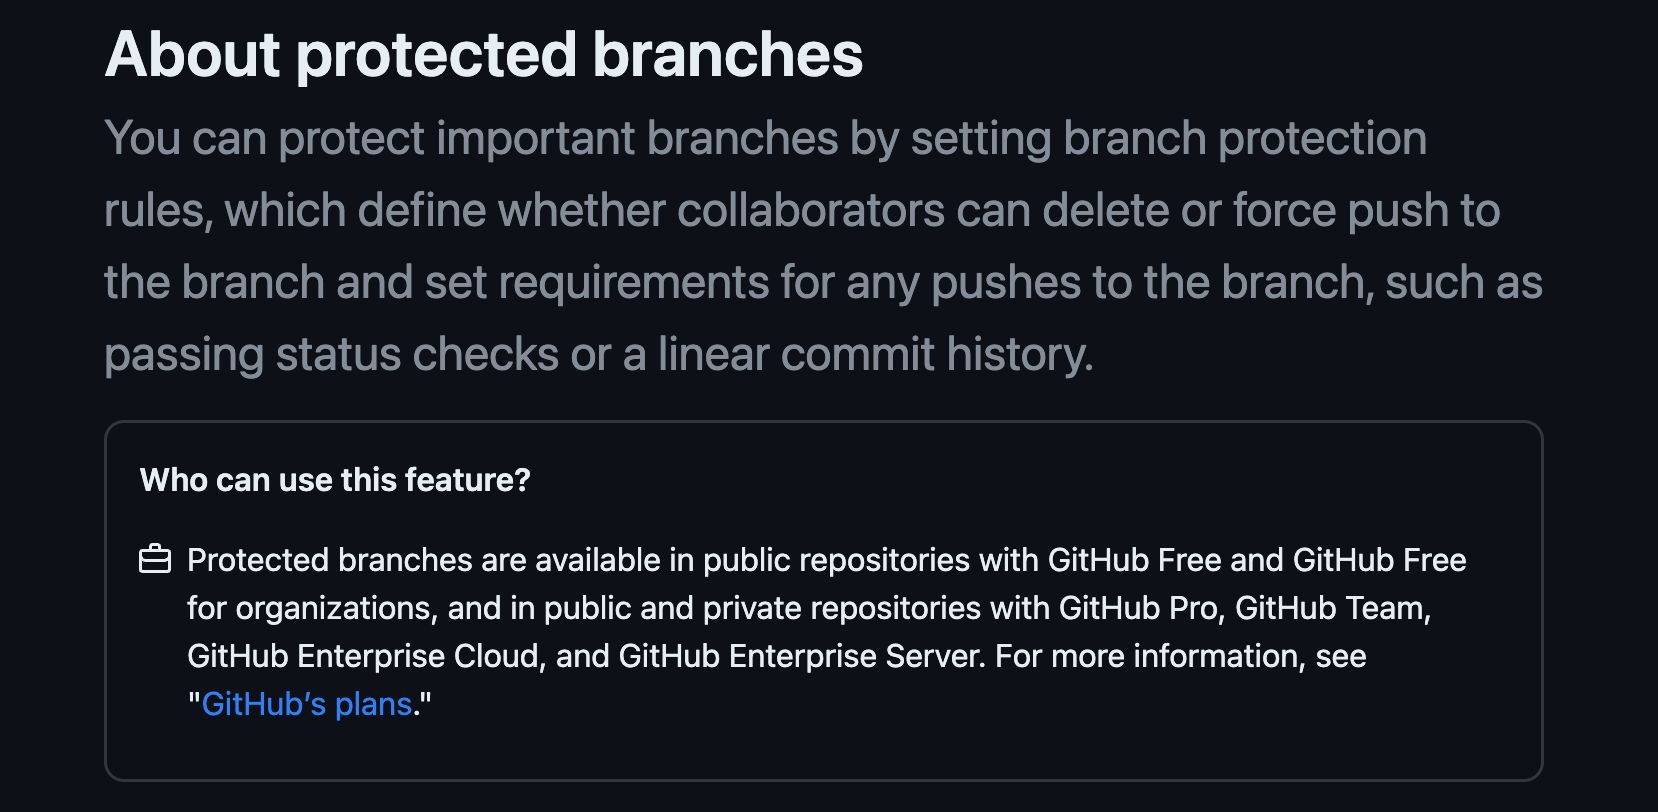 About protected branches
You can protect important branches by setting branch protection
rules, which define whether collaborators can delete or force push to
the branch and set requirements for any pushes to the branch, such as
passing status checks or a linear commit history.
Who can use this feature?
Protected branches are available in public repositories with GitHub Free and GitHub Free
for organizations, and in public and private repositories with GitHub Pro, GitHub Team,
GitHub Enterprise Cloud, and GitHub Enterprise Server. For more information, see
"GitHub’s plans."